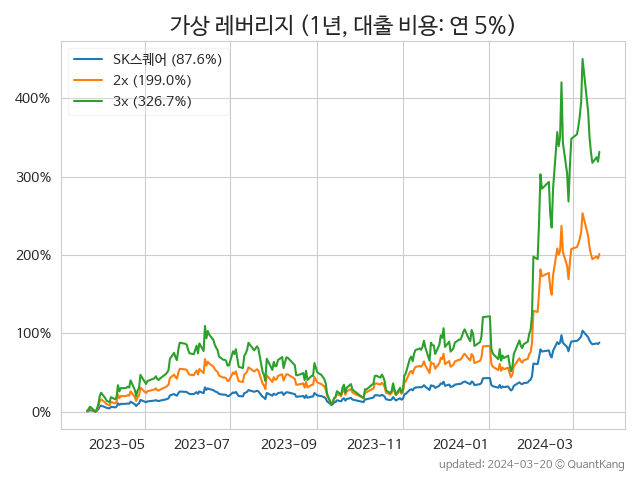 가상 레버리지 (1년, 대출 비용: 연 5%)
SK스퀘어 (87.6%)
2x (199.0%)
3x (326.7%)
400%
300%
200%
100%
0%
2023-05 2023-07 2023-09 2023-11 2024-01 2024-03
updated: 2024-03-20 © QuantKang